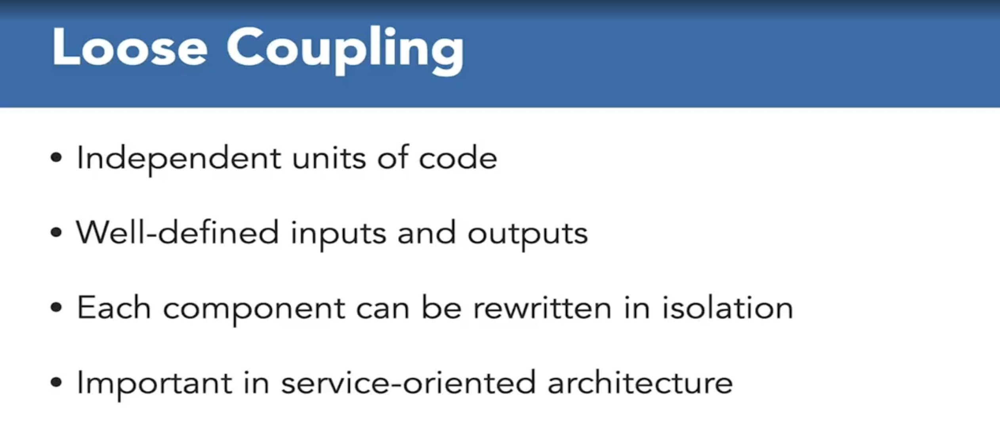 Loose Coupling
• Independent units of code
• Well-defined inputs and outputs
• Each component can be rewritten in isolation
• Important in service-oriented architecture